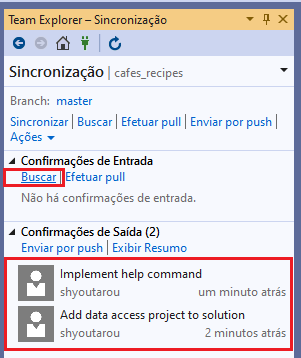 Team Explorer – Sincronização
Sincronização | cafes_recipes
Branch: master
Sincronizar | Buscar | Efetuar pull | Enviar por push |
Ações
Confirmações de Entrada
Buscar | Efetuar pull
Não há confirmações de entrada.
Confirmações de Saída (2)
Enviar por push | Exibir Resumo
Implement help command
shyoutarou um minuto atrás
Add data access project to solution
shyoutarou 2 minutos atrás